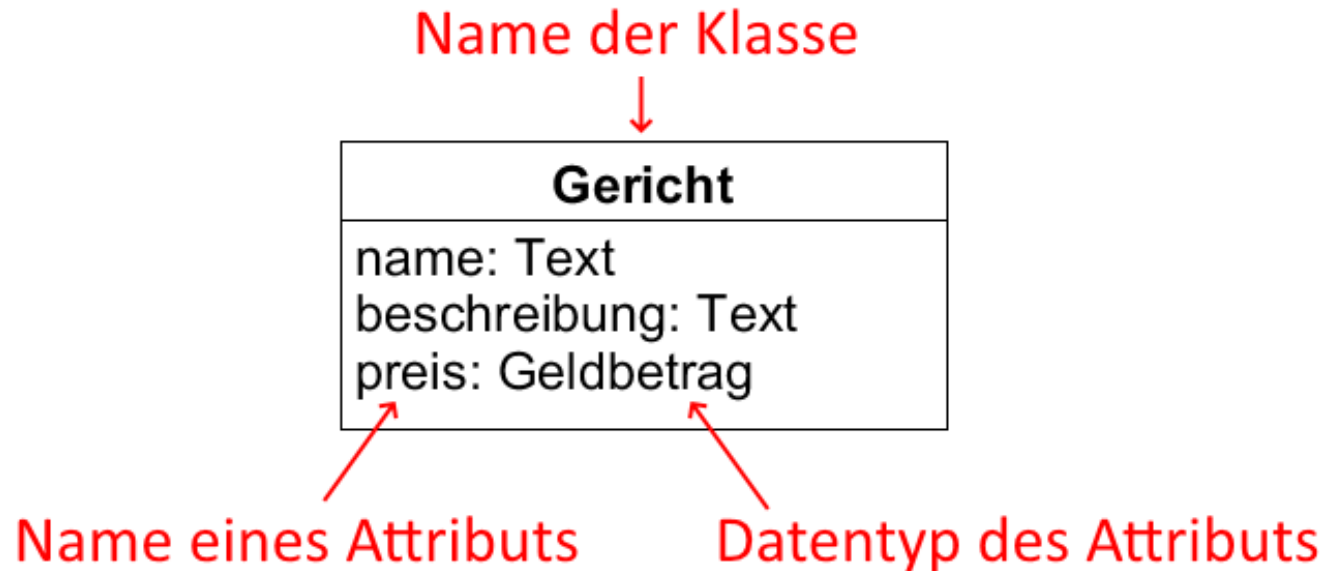 Name der Klasse
Gericht
name: Text
beschreibung: Text
preis: Geldbetrag
Name eines Attributs
Datentyp des Attributs